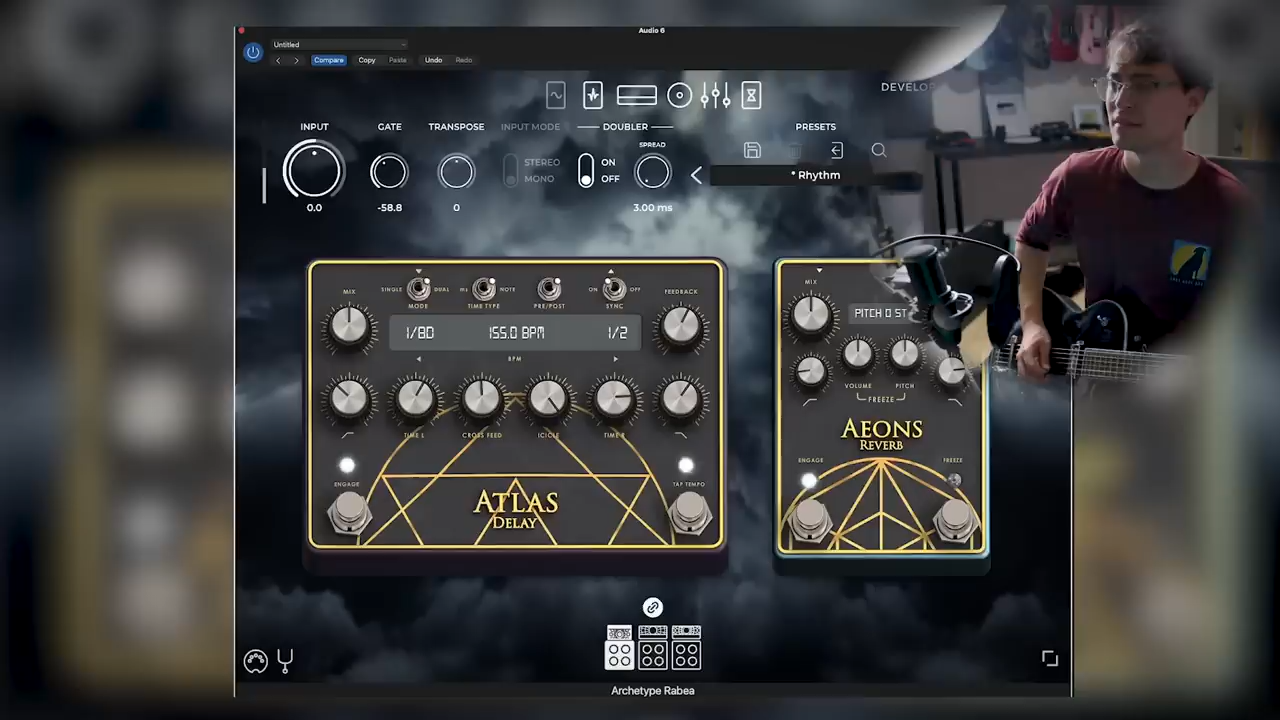 Audio 6
Untitled
Compare Copy Paste Undo Redo
DEVELOP
INPUT GATE TRANSPOSE INPUT MODE DOUBLER PRESETS
SPREAD
STEREO ON
MONO OFF
* Rhythm
0.0 -58.8 0 3.00 ms
MIX SINGLE DUAL ms NOTE ON OFF FEEDBACK
MODE TIME TYPE PRE/POST SYNC
1/8D 155.0 BPM 1/2
BPM
TIME L CROSS FEED ICICLE TIME R
ENGAGE TAP TEMPO
ATLAS
DELAY
MIX
PITCH 0 ST
VOLUME PITCH
FREEZE
AEONS
REVERB
ENGAGE FREEZE
Archetype Rabea